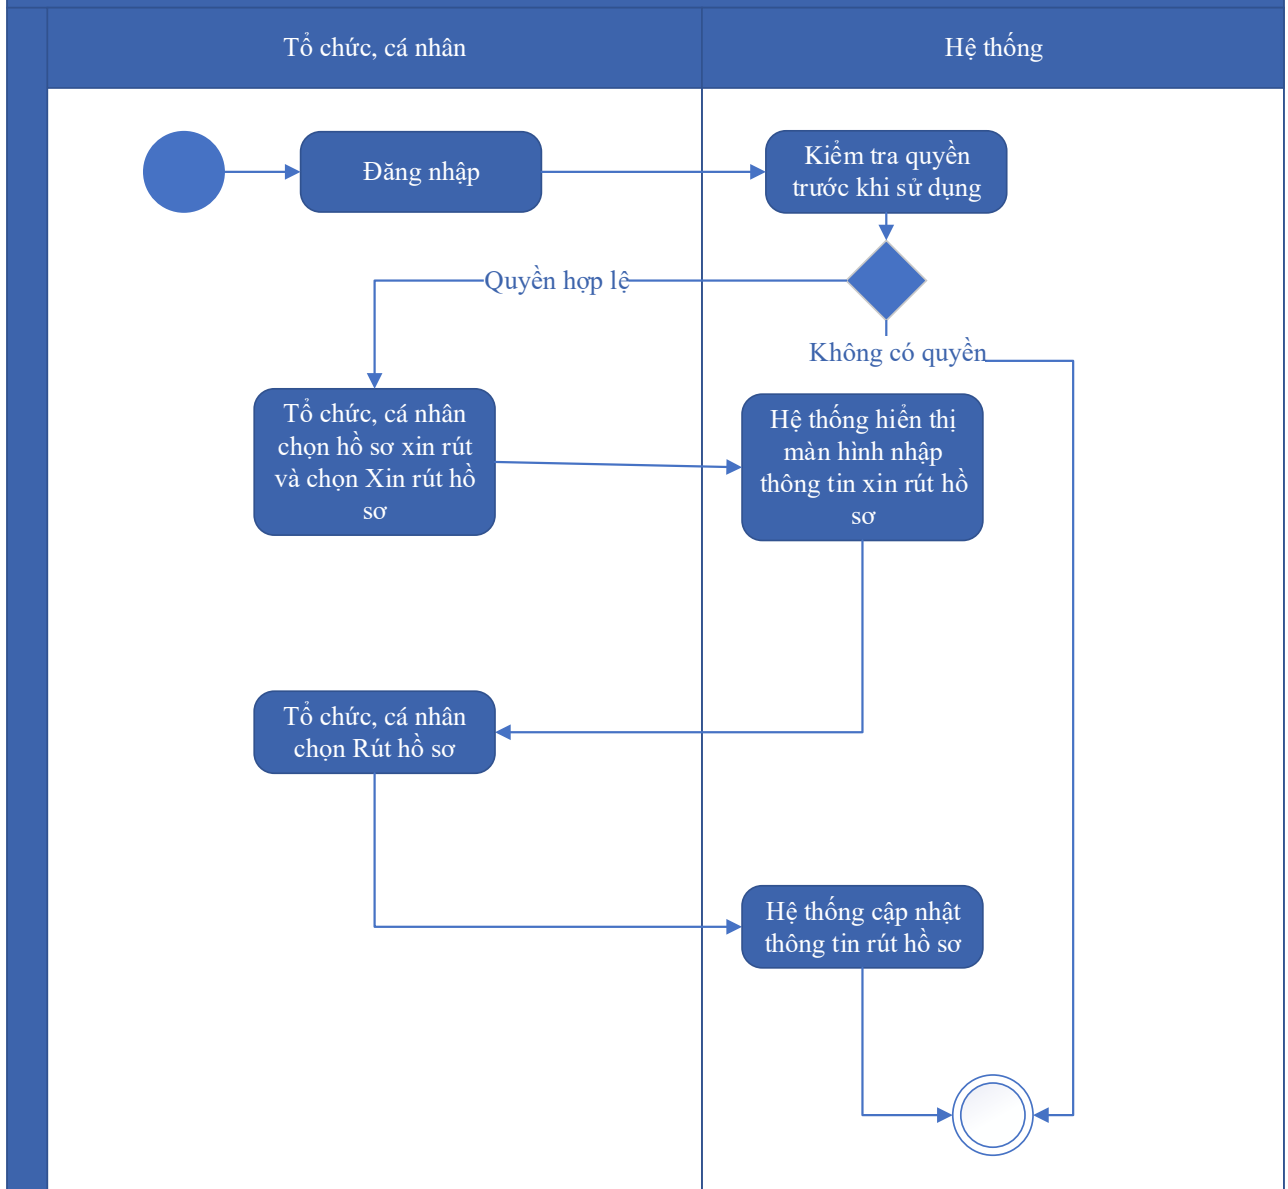 Tổ chức, cá nhân
Hệ thống
Đăng nhập
Kiểm tra quyền
trước khi sử dụng
Quyền hợp lệ
Không có quyền
Tổ chức, cá nhân
chọn hồ sơ xin rút
và chọn Xin rút hồ
sơ
Hệ thống hiển thị
màn hình nhập
thông tin xin rút hồ
sơ
Tổ chức, cá nhân
chọn Rút hồ sơ
Hệ thống cập nhật
thông tin rút hồ sơ